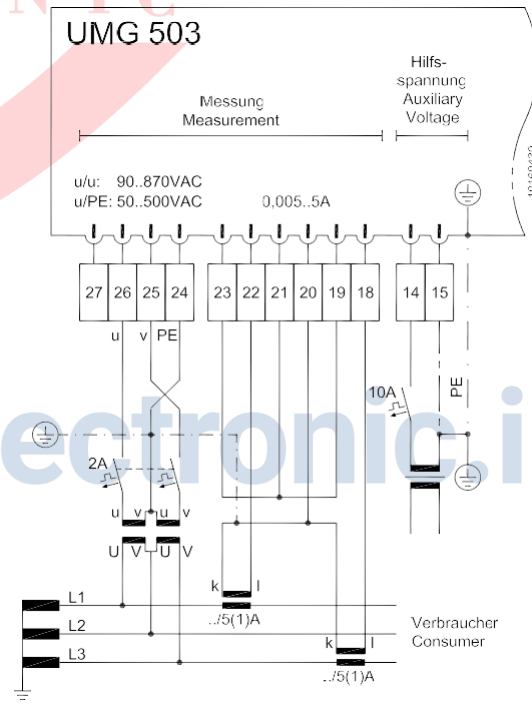 N T C
UMG 503
Hilfs-
spannung
Auxiliary
Voltage
Messung
Measurement
u/u: 90..870VAC
u/PE: 50..500VAC
0,005..5A
27 26 25 24 23 22 21 20 19 18 14 15
u v PE
10A
PE
ectronic.i
2A
u v u v
U V U V
L1
k l
../5(1)A
L2
Verbraucher
Consumer
L3
k l
../5(1)A